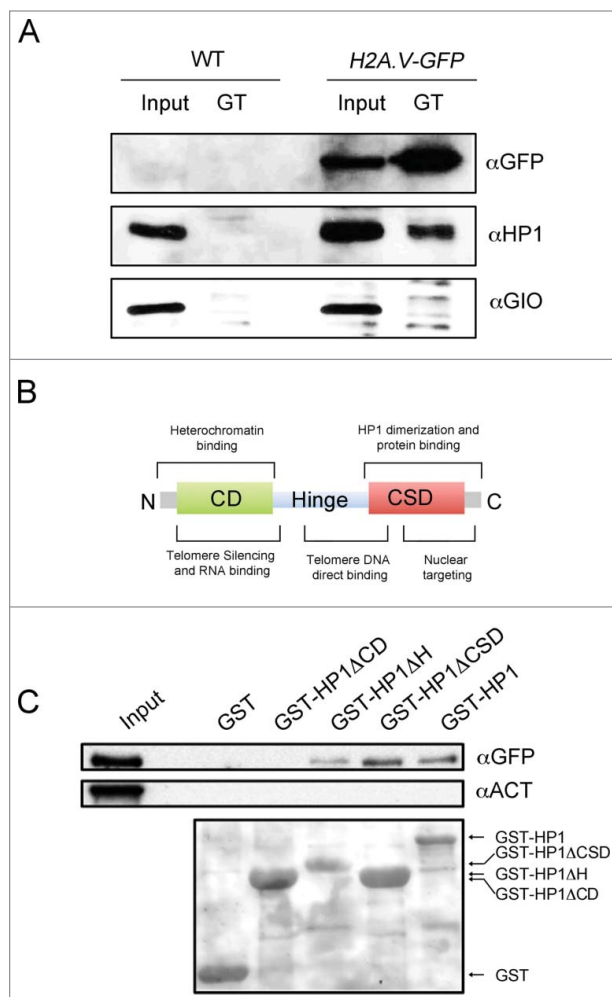 A
WT
H2A.V-GFP
Input
GT
Input
GT
αGFP
αHP1
αGIO
B
Heterochromatin
binding
HP1 dimerization and
protein binding
N
CD
Hinge
CSD
C
Telomere Silencing
and RNA binding
Telomere DNA
direct binding
Nuclear
targeting
C
Input
GST
GST-HP1ΔCD
GST-HP1ΔH
GST-HP1ΔCSD
GST-HP1
αGFP
αACT
GST-HP1
GST-HP1ΔCSD
GST-HP1ΔH
GST-HP1ΔCD
GST